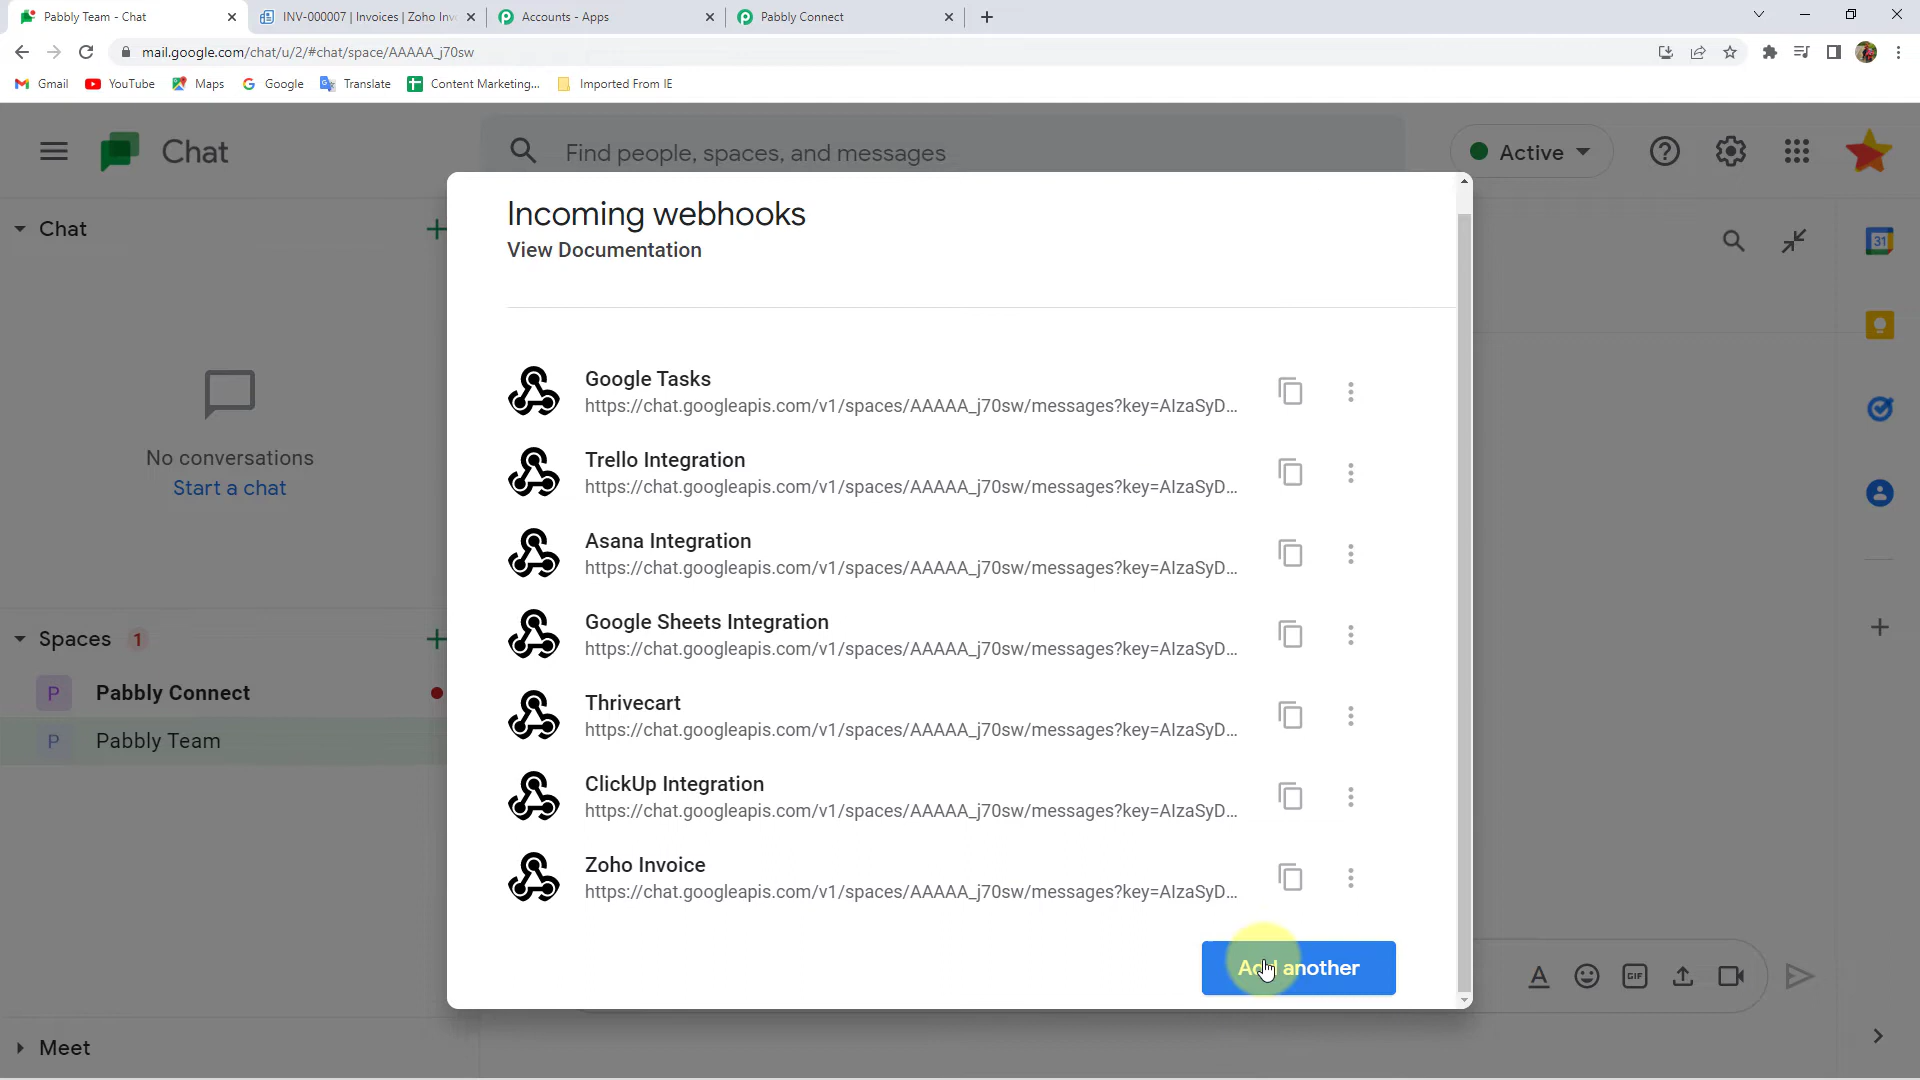 Pabbly Team - Chat
INV-000007 | Invoices | Zoho Inv
Accounts - Apps
Pabbly Connect
mail.google.com/chat/u/2/#chat/space/AAAAA_j70sw
Gmail
YouTube
Maps
Google
Translate
Content Marketing...
Imported From IE
Chat
Find people, spaces, and messages
Active
Chat
Incoming webhooks
View Documentation
31
Google Tasks
https://chat.googleapis.com/v1/spaces/AAAAA_j70sw/messages?key=AIzaSyD...
No conversations
Start a chat
Trello Integration
https://chat.googleapis.com/v1/spaces/AAAAA_j70sw/messages?key=AIzaSyD...
Asana Integration
https://chat.googleapis.com/v1/spaces/AAAAA_j70sw/messages?key=AIzaSyD...
Google Sheets Integration
https://chat.googleapis.com/v1/spaces/AAAAA_j70sw/messages?key=AIzaSyD...
Spaces 1
P Pabbly Connect
P Pabbly Team
Thrivecart
https://chat.googleapis.com/v1/spaces/AAAAA_j70sw/messages?key=AIzaSyD...
ClickUp Integration
https://chat.googleapis.com/v1/spaces/AAAAA_j70sw/messages?key=AIzaSyD...
Zoho Invoice
https://chat.googleapis.com/v1/spaces/AAAAA_j70sw/messages?key=AIzaSyD...
Add another
A
GIF
Meet